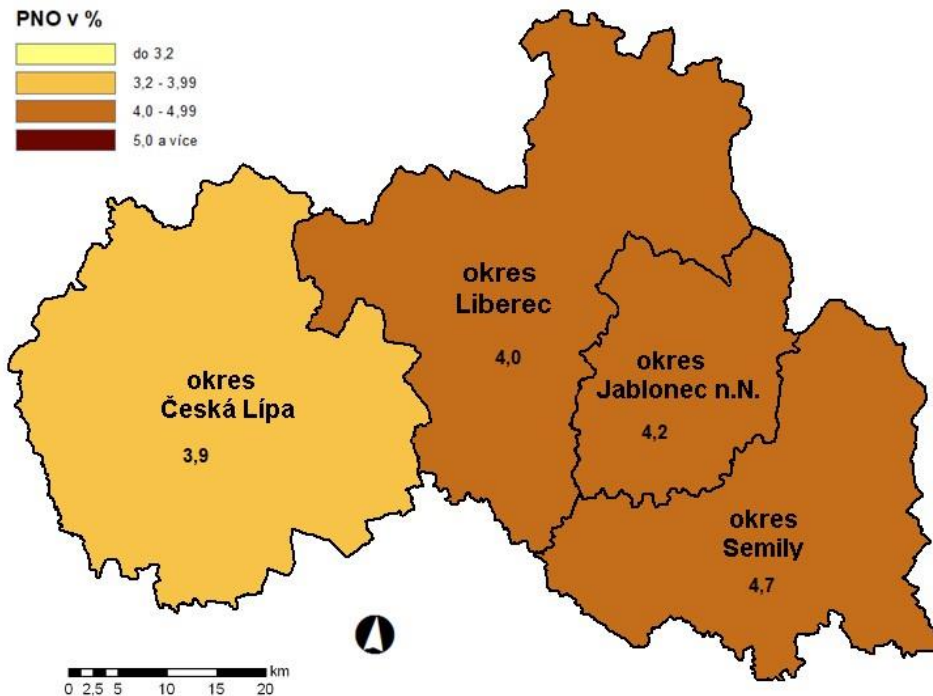 PNO v %
do 3,2
3,2 - 3,99
4,0 - 4,99
5,0 a více
okres
Liberec
4,0
okres
Jablonec n.N.
4,2
okres
Česká Lípa
3,9
okres
Semily
4,7
km
0 2,5 5 10 15 20